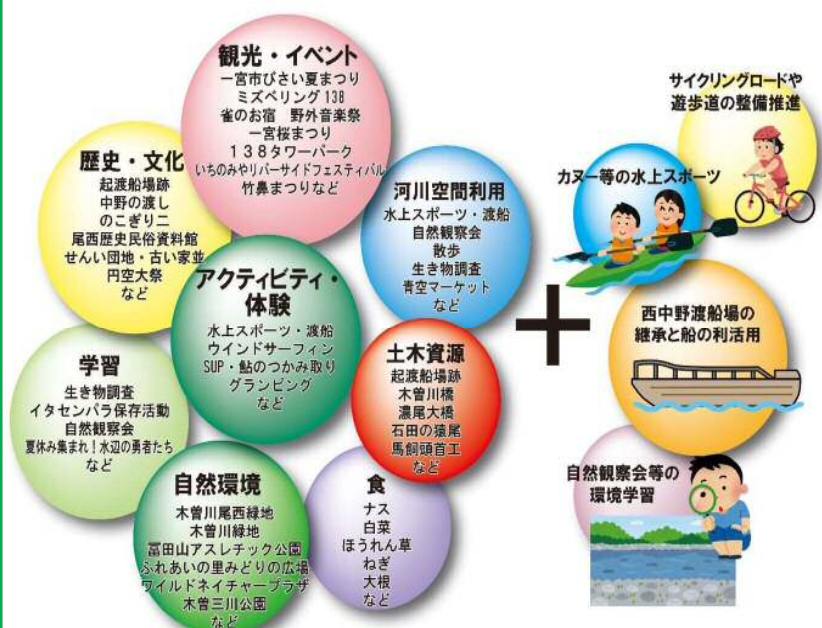 観光・イベント
一宮市びさい夏まつり
ミズベリング138
雀のお宿 野外音楽祭
一宮桜まつり
138タワーパーク
いちのみやリバーサイドフェスティバル
竹鼻まつりなど
歴史・文化
起渡船場跡
中野の渡し
のこぎり二
尾西歴史民俗資料館
せんい団地・古い家並
円空大祭
など
河川空間利用
水上スポーツ・渡船
自然観察会
散歩
生き物調査
青空マーケット
など
アクティビティ・
体験
水上スポーツ・渡船
ウインドサーフィン
SUP・鮎のつかみ取り
グランピング
など
学習
生き物調査
イタセンパラ保存活動
自然観察会
夏休み集まれ!水辺の勇者たち
など
土木資源
起渡船場跡
木曽川橋
濃尾大橋
石田の猿尾
馬飼頭首工
など
自然環境
木曽川尾西緑地
木曽川緑地
冨田山アスレチック公園
ふれあいの里みどりの広場
ワイルドネイチャープラザ
木曽三川公園
など
食
ナス
白菜
ほうれん草
ねぎ
大根
など
+
サイクリングロードや
遊歩道の整備推進
カヌー等の水上スポーツ
西中野渡船場の
継承と船の利活用
自然観察会等の
環境学習